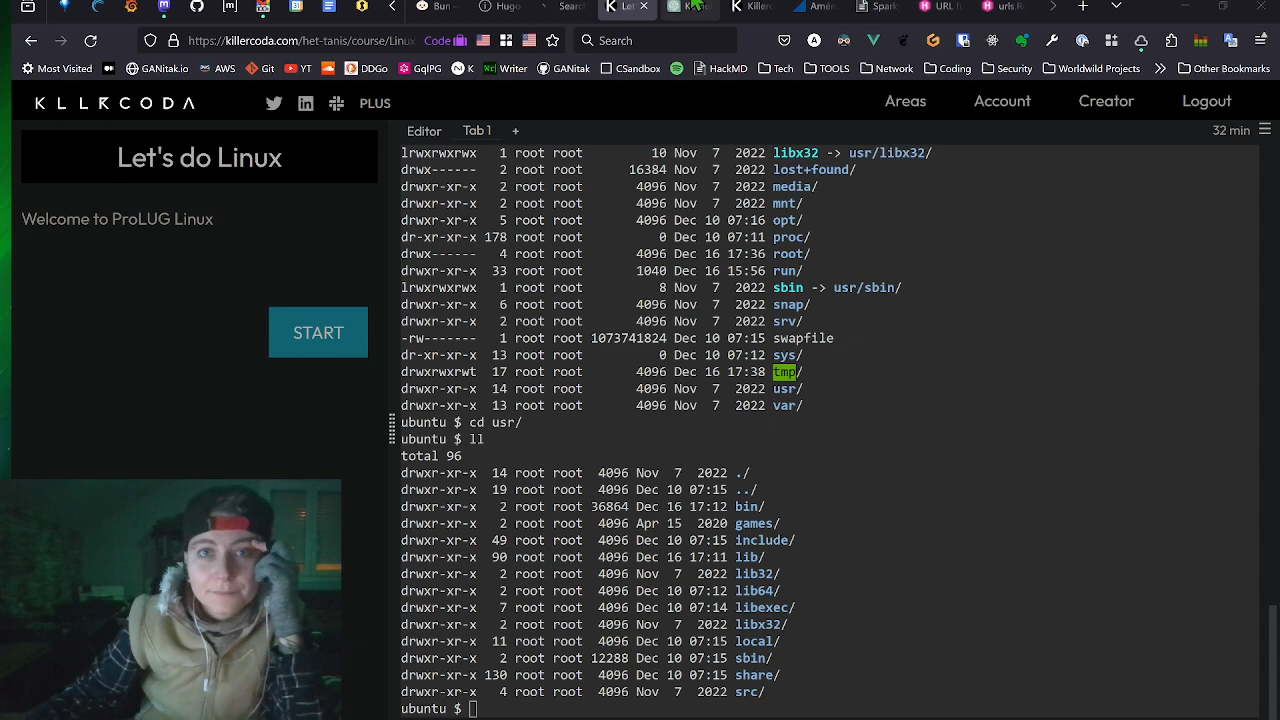 Bin
Hugo
Searc
Let
Killerc
Amér
Spark
URL fu
urls.Re
https://killercoda.com/het-tanis/course/Linux
Code
Search
Most Visited
GANitak.io
AWS
Git
YT
DDGo
GqlPG
N K
Wr Writer
GANitak
CSandbox
HackMD
Tech
TOOLS
Network
Coding
Security
Worldwild Projects
Other Bookmarks
PLUS
Areas
Account
Creator
Logout
Let's do Linux
Welcome to ProLUG Linux
START
Editor Tab 1 +
32 min
lrwxrwxrwx 1 root root 10 Nov 7 2022 libx32 -> usr/libx32/
drwx------ 2 root root 16384 Nov 7 2022 lost+found/
drwxr-xr-x 2 root root 4096 Nov 7 2022 media/
drwxr-xr-x 2 root root 4096 Nov 7 2022 mnt/
drwxr-xr-x 5 root root 4096 Dec 10 07:16 opt/
dr-xr-xr-x 178 root root 0 Dec 10 07:11 proc/
drwx------ 4 root root 4096 Dec 16 17:36 root/
drwxr-xr-x 33 root root 1040 Dec 16 15:56 run/
lrwxrwxrwx 1 root root 8 Nov 7 2022 sbin -> usr/sbin/
drwxr-xr-x 6 root root 4096 Nov 7 2022 snap/
drwxr-xr-x 2 root root 4096 Nov 7 2022 srv/
-rw------- 1 root root 1073741824 Dec 10 07:15 swapfile
dr-xr-xr-x 13 root root 0 Dec 10 07:12 sys/
drwxrwxrwt 17 root root 4096 Dec 16 17:38 tmp/
drwxr-xr-x 14 root root 4096 Nov 7 2022 usr/
drwxr-xr-x 13 root root 4096 Nov 7 2022 var/
ubuntu $ cd usr/
ubuntu $ ll
total 96
drwxr-xr-x 14 root root 4096 Nov 7 2022 ./
drwxr-xr-x 19 root root 4096 Dec 10 07:15 ../
drwxr-xr-x 2 root root 36864 Dec 16 17:12 bin/
drwxr-xr-x 2 root root 4096 Apr 15 2020 games/
drwxr-xr-x 49 root root 4096 Dec 10 07:15 include/
drwxr-xr-x 90 root root 4096 Dec 16 17:11 lib/
drwxr-xr-x 2 root root 4096 Nov 7 2022 lib32/
drwxr-xr-x 2 root root 4096 Dec 10 07:12 lib64/
drwxr-xr-x 7 root root 4096 Dec 10 07:14 libexec/
drwxr-xr-x 2 root root 4096 Nov 7 2022 libx32/
drwxr-xr-x 11 root root 4096 Dec 10 07:15 local/
drwxr-xr-x 2 root root 12288 Dec 10 07:15 sbin/
drwxr-xr-x 130 root root 4096 Dec 10 07:15 share/
drwxr-xr-x 4 root root 4096 Nov 7 2022 src/
ubuntu $